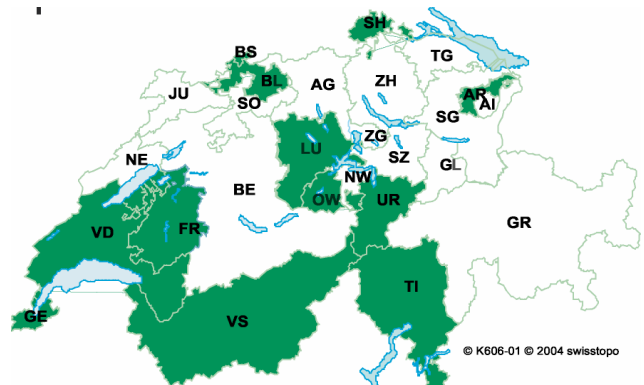 SH
BS
TG
BL
AG
ZH
JU
AR
SO
AI
SG
ZG
LU
SZ
NE
GL
NW
BE
OW
UR
GR
VD
FR
TI
GE
VS
© K606-01 © 2004 swisstopo